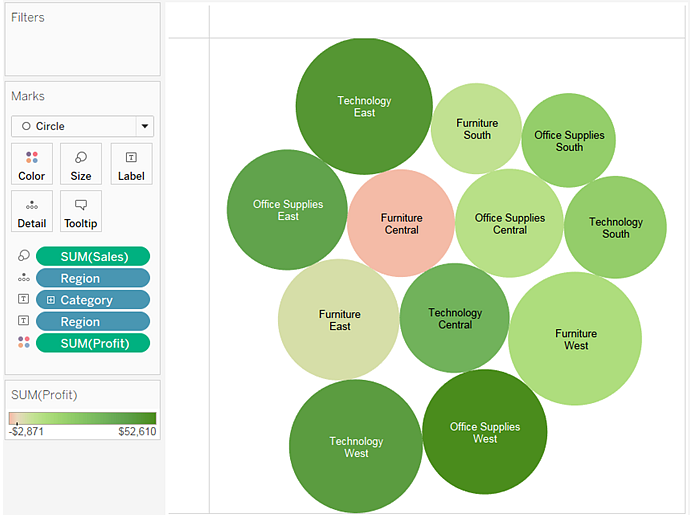 Filters
Marks
Circle
Color
Size
Label
Detail
Tooltip
SUM(Sales)
Region
Category
Region
SUM(Profit)
SUM(Profit)
-$2,871
$52,610
Technology
East
Furniture
South
Office Supplies
South
Office Supplies
East
Furniture
Central
Office Supplies
Central
Technology
South
Furniture
East
Technology
Central
Furniture
West
Technology
West
Office Supplies
West